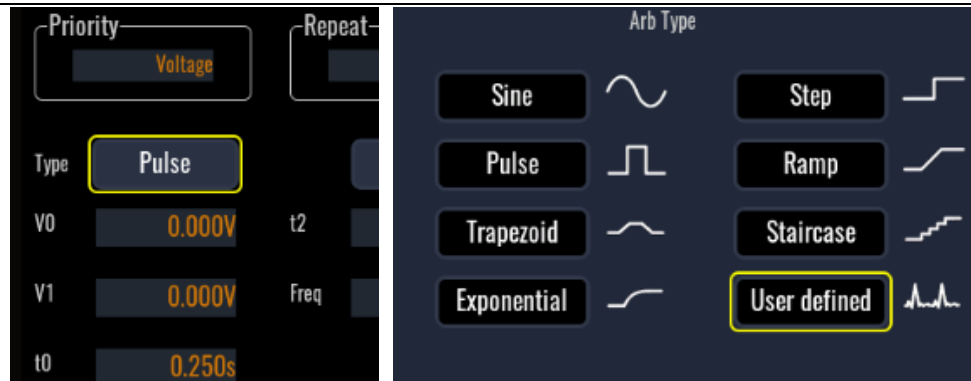 Priority
Repeat
Voltage
Type Pulse
V0 0.000V t2
V1 0.000V Freq
t0 0.250s
Arb Type
Sine Step
Pulse Ramp
Trapezoid Staircase
Exponential User defined